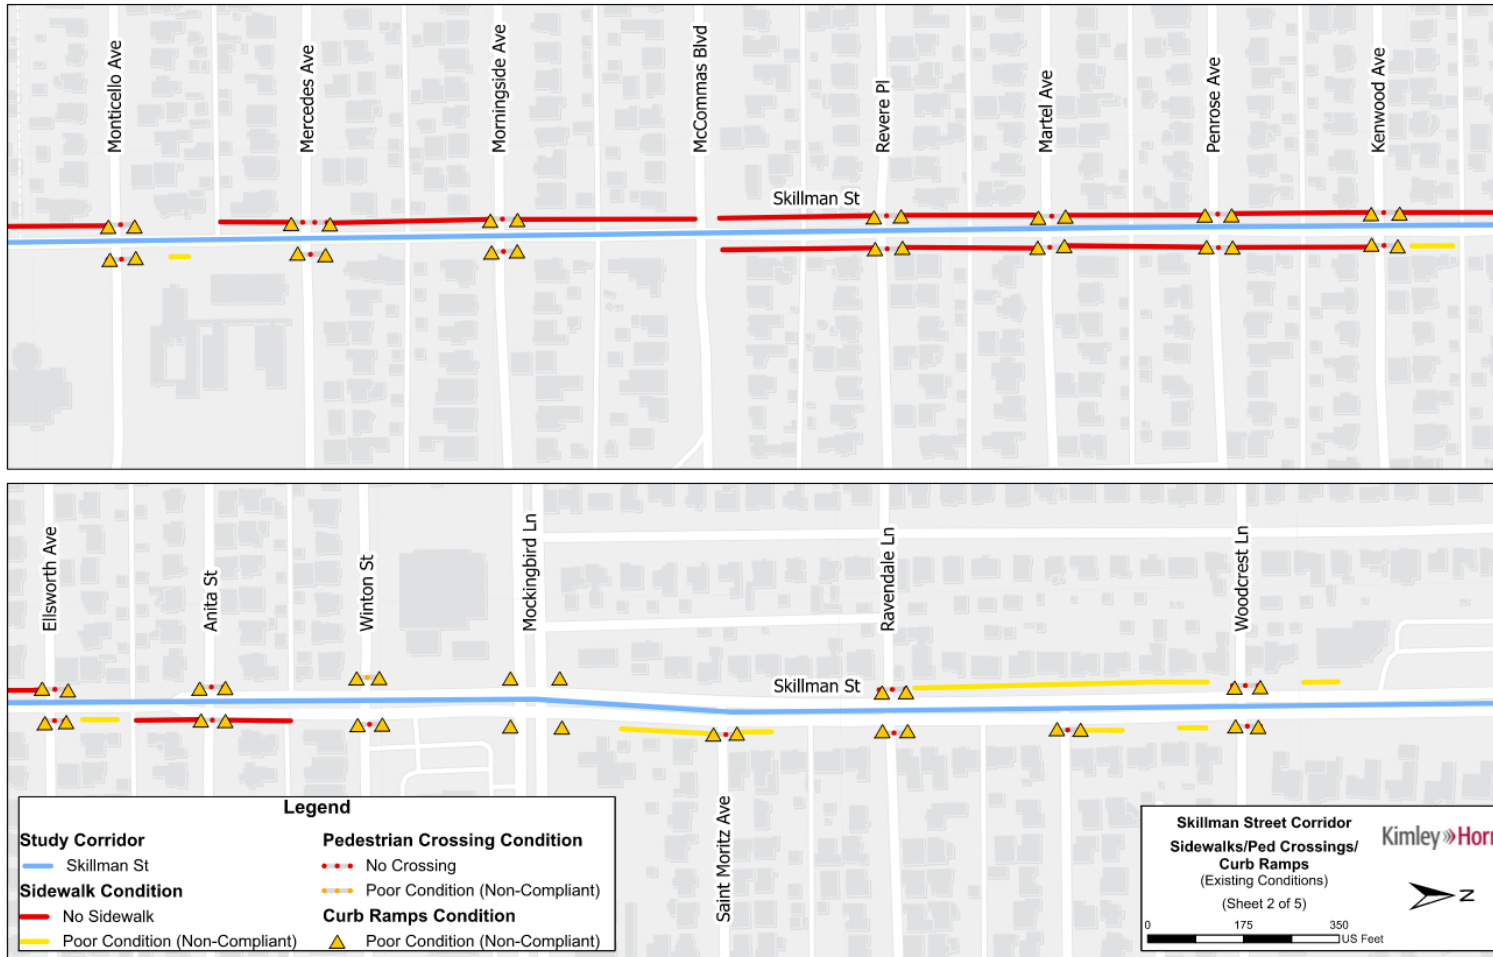 Monticello Ave
Mercedes Ave
Morningside Ave
McCommas Blvd
Revere Pl
Martel Ave
Penrose Ave
Kenwood Ave
Skillman St
Ellsworth Ave
Anita St
Winton St
Mockingbird Ln
Ravendale Ln
Woodcrest Ln
Skillman St
Saint Moritz Ave
Legend
Study Corridor
Skillman St
Sidewalk Condition
No Sidewalk
Poor Condition (Non-Compliant)
Pedestrian Crossing Condition
No Crossing
Poor Condition (Non-Compliant)
Curb Ramps Condition
Poor Condition (Non-Compliant)
Skillman Street Corridor
Sidewalks/Ped Crossings/
Curb Ramps
(Existing Conditions)
(Sheet 2 of 5)
Kimley»Horn
N
0 175 350
US Feet